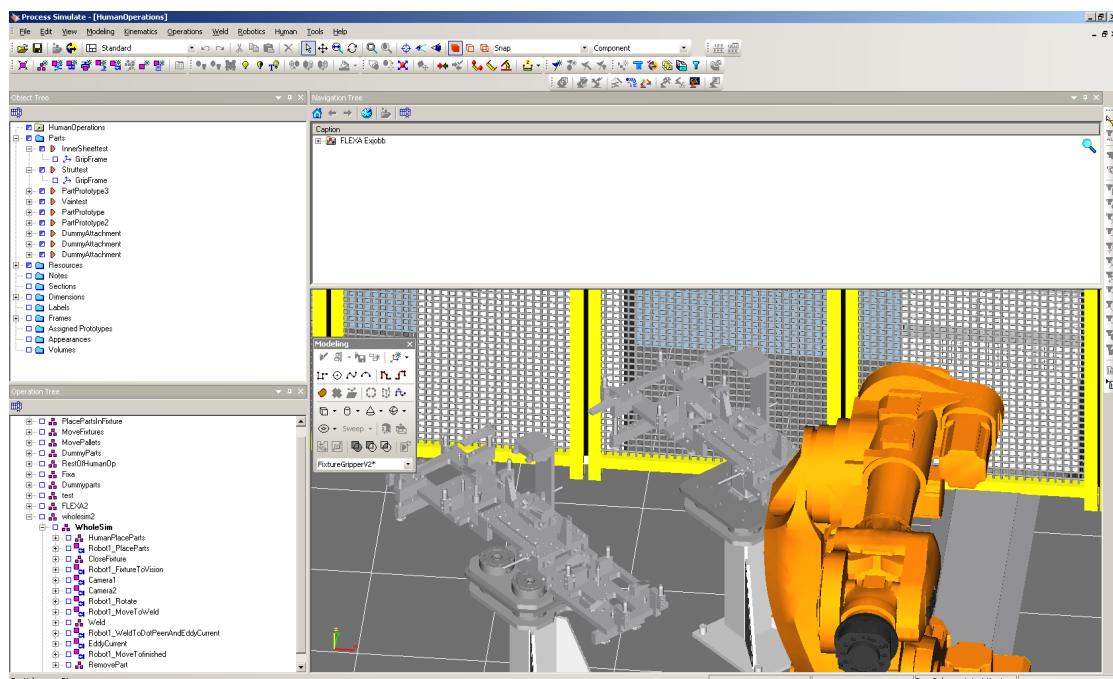 Process Simulate - [HumanOperations]
File Edit View Modeling Kinematics Operations Weld Robotics Human Tools Help
Standard Snap Component
Object Tree
HumanOperations
Parts
InnerSheettest
GripFrame
Struttest
GripFrame
PartPrototype3
Vaintest
PartPrototype
PartPrototype2
DummyAttachment
DummyAttachment
DummyAttachment
Resources
Notes
Sections
Dimensions
Labels
Frames
Assigned Prototypes
Appearances
Volumes
Navigation Tree
Caption
FLEXA Exjobb
Modeling
Sweep
FixtureGripperV2*
Operation Tree
PlacePartsInFixture
MoveFixtures
MovePallets
DummyParts
RestOfHumanOp
Fixa
Dummyparts
test
FLEXA2
wholesim2
WholeSim
HumanPlaceParts
Robot1_PlaceParts
CloseFixture
Robot1_FixtureToVision
Camera1
Camera2
Robot1_Rotate
Robot1_MoveToWeld
Weld
Robot1_WeldToDotPeenAndEddyCurrent
EddyCurrent
Robot1_MoveTofinished
RemovePart